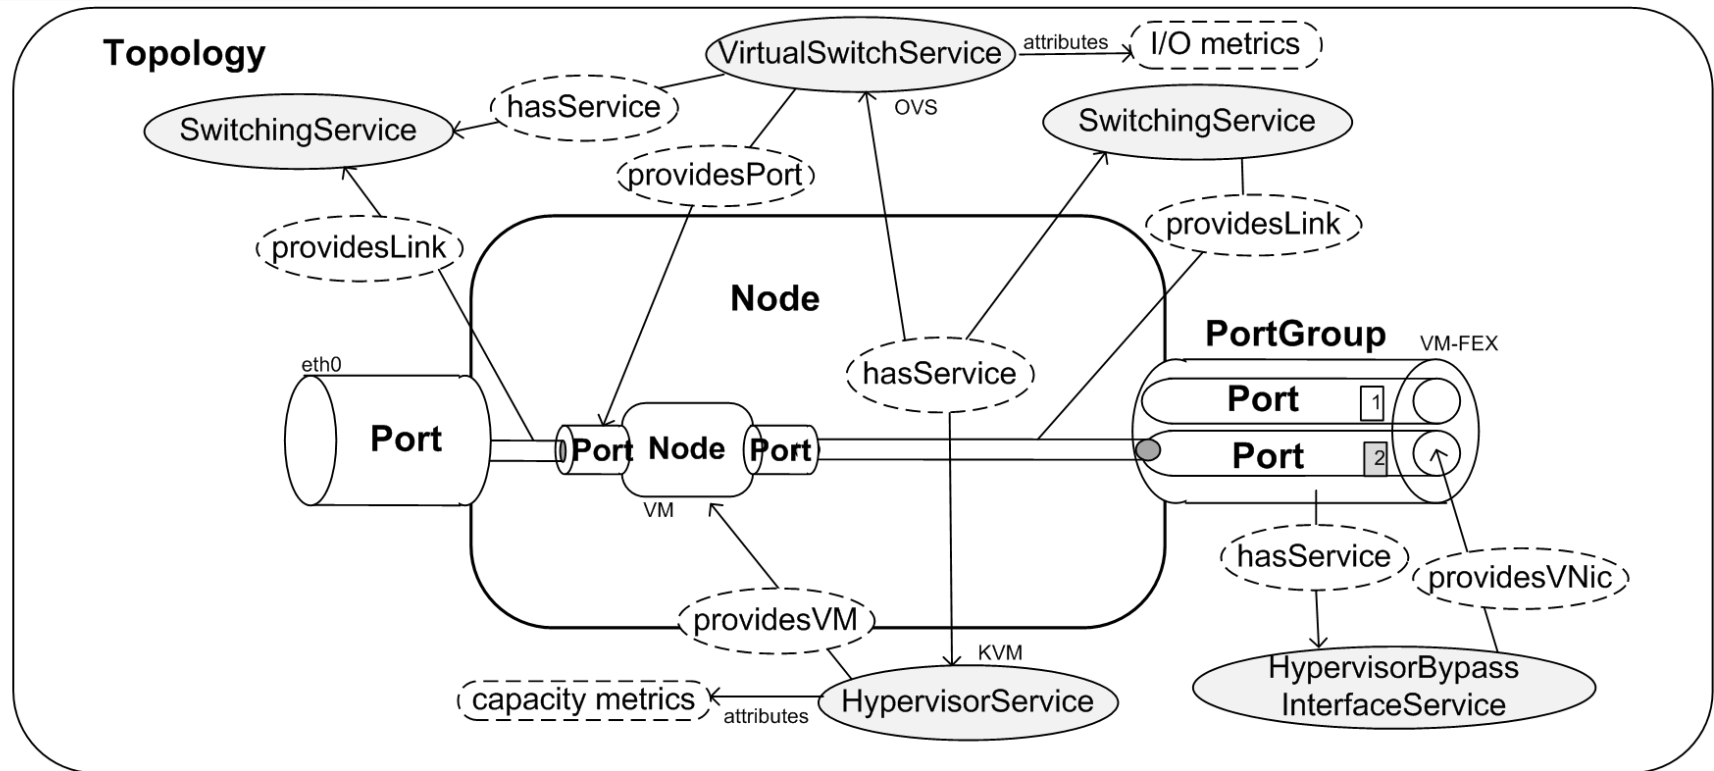 Topology
VirtualSwitchService
attributes
I/O metrics
hasService
OVS
SwitchingService
SwitchingService
providesPort
providesLink
providesLink
Node
PortGroup
VM-FEX
eth0
hasService
Port
1
Port
Port
Node
Port
Port
2
VM
hasService
providesVNic
providesVM
KVM
HypervisorBypass
InterfaceService
capacity metrics
attributes
HypervisorService